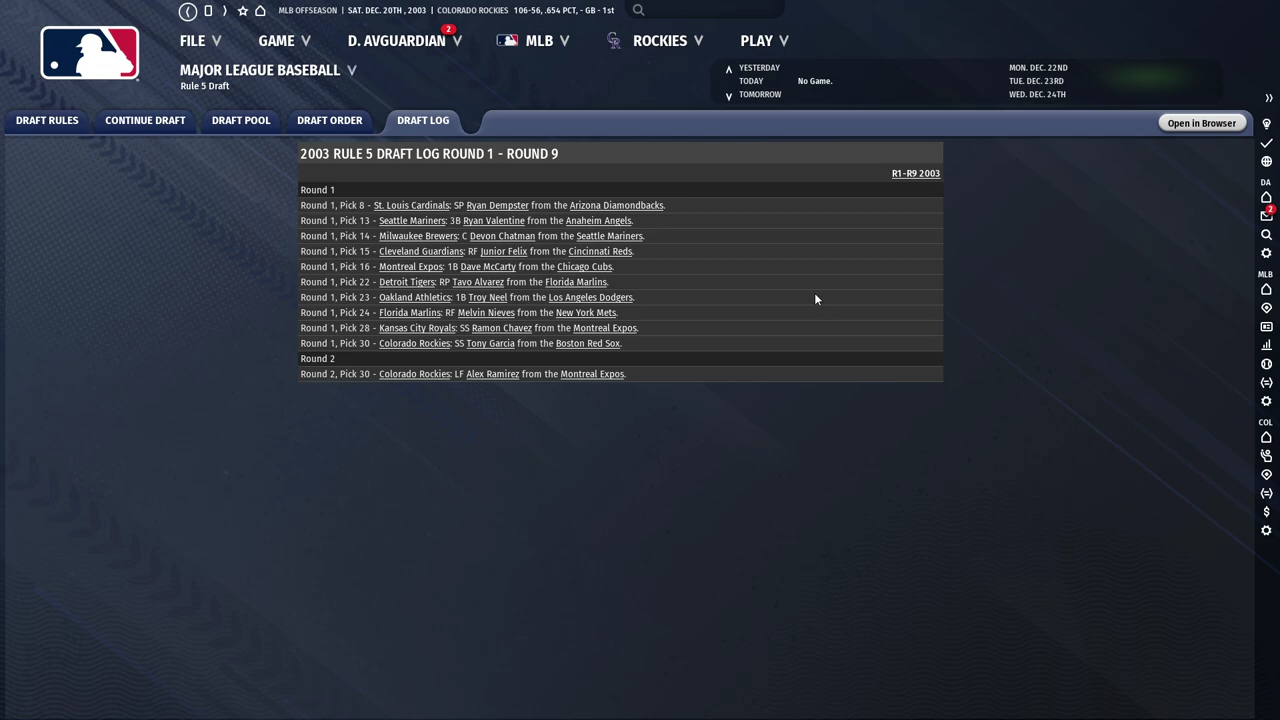 MLB OFFSEASON | SAT. DEC. 20TH , 2003 | COLORADO ROCKIES 106-56, .654 PCT, - GB - 1st
FILE GAME D. AVGUARDIAN 2 MLB ROCKIES PLAY
MAJOR LEAGUE BASEBALL
Rule 5 Draft
YESTERDAY MON. DEC. 22ND
TODAY No Game. TUE. DEC. 23RD
TOMORROW WED. DEC. 24TH
DRAFT RULES CONTINUE DRAFT DRAFT POOL DRAFT ORDER DRAFT LOG Open in Browser
2003 RULE 5 DRAFT LOG ROUND 1 - ROUND 9
R1-R9 2003
Round 1
Round 1, Pick 8 - St. Louis Cardinals: SP Ryan Dempster from the Arizona Diamondbacks.
Round 1, Pick 13 - Seattle Mariners: 3B Ryan Valentine from the Anaheim Angels.
Round 1, Pick 14 - Milwaukee Brewers: C Devon Chatman from the Seattle Mariners.
Round 1, Pick 15 - Cleveland Guardians: RF Junior Felix from the Cincinnati Reds.
Round 1, Pick 16 - Montreal Expos: 1B Dave McCarty from the Chicago Cubs.
Round 1, Pick 22 - Detroit Tigers: RP Tavo Alvarez from the Florida Marlins.
Round 1, Pick 23 - Oakland Athletics: 1B Troy Neel from the Los Angeles Dodgers.
Round 1, Pick 24 - Florida Marlins: RF Melvin Nieves from the New York Mets.
Round 1, Pick 28 - Kansas City Royals: SS Ramon Chavez from the Montreal Expos.
Round 1, Pick 30 - Colorado Rockies: SS Tony Garcia from the Boston Red Sox.
Round 2
Round 2, Pick 30 - Colorado Rockies: LF Alex Ramirez from the Montreal Expos.
DA
2
MLB
COL
$